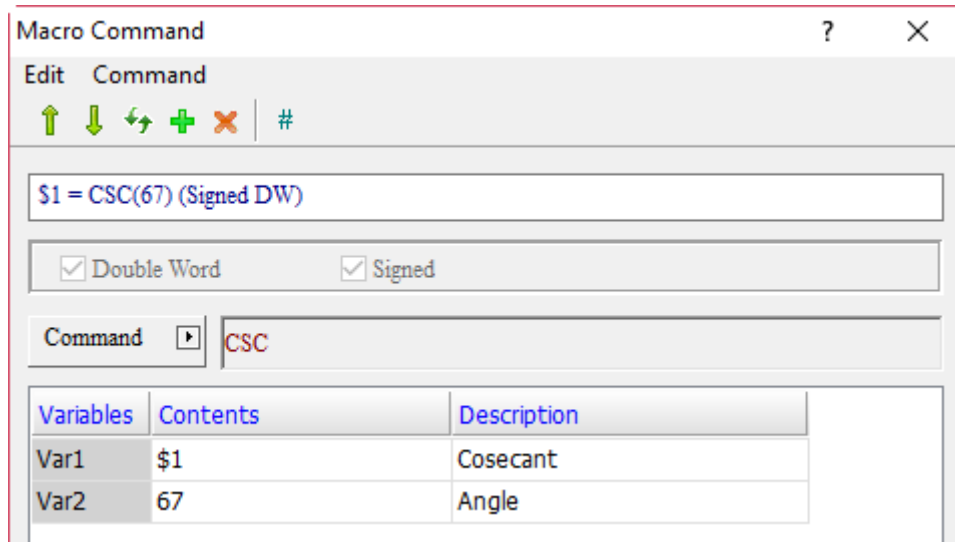 Macro Command ?
Edit Command
#
$1 = CSC(67) (Signed DW)
Double Word Signed
Command CSC
Variables Contents Description
Var1 $1 Cosecant
Var2 67 Angle